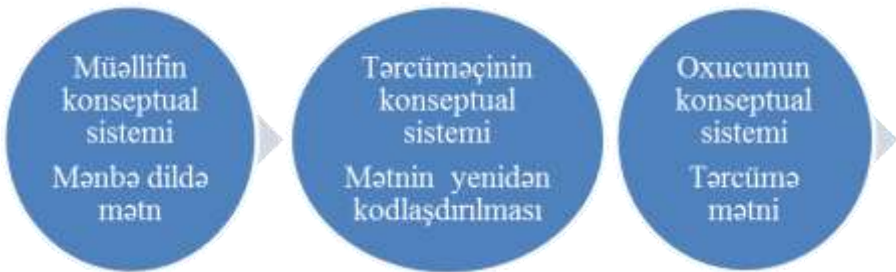 Müəllifin
konseptual
sistemi
Mənbə dildə
mətn
Tərcüməçinin
konseptual
sistemi
Mətnin yenidən
kodlaşdırılması
Oxucunun
konseptual
sistemi
Tərcümə
mətni